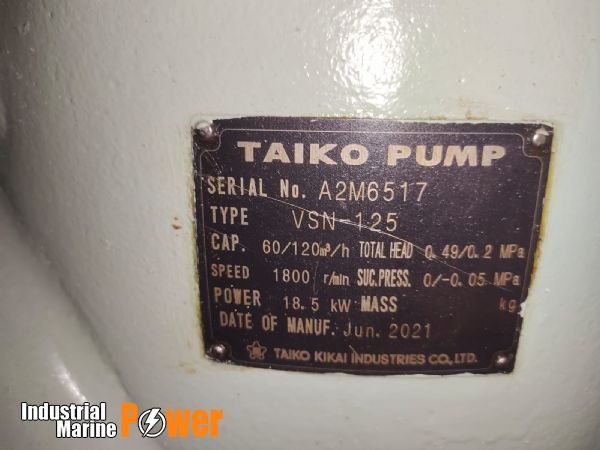 TAIKO PUMP
SERIAL No. A2M6517
TYPE VSN-125
CAP. 60/120m³/h TOTAL HEAD 0.49/0.2 MPa
SPEED 1800 r/min SUC.PRESS. 0/-0.05 MPa
POWER 18.5 kW MASS kg
DATE OF MANUF. Jun. 2021
TAIKO KIKAI INDUSTRIES CO., LTD.
Industrial
Marine Power